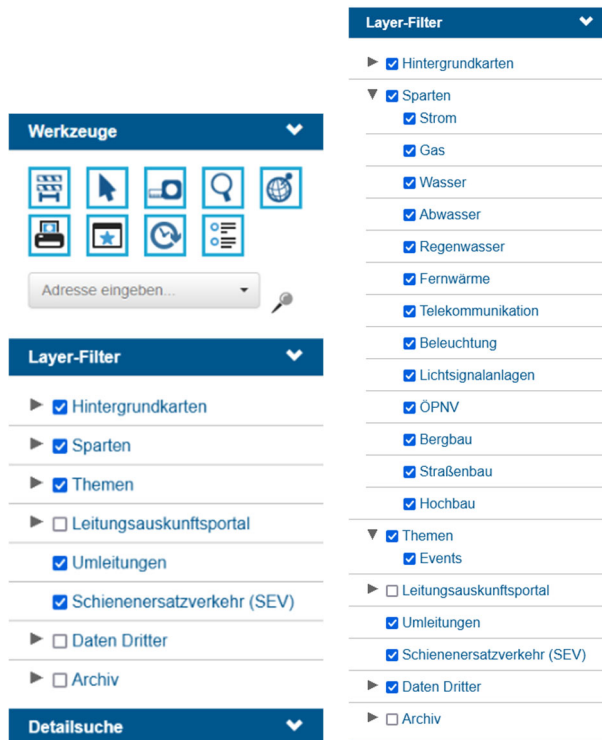 Werkzeuge
Adresse eingeben...
Layer-Filter
Hintergrundkarten
Sparten
Themen
Leitungsauskunftsportal
Umleitungen
Schienenersatzverkehr (SEV)
Daten Dritter
Archiv
Detailsuche
Layer-Filter
Hintergrundkarten
Sparten
Strom
Gas
Wasser
Abwasser
Regenwasser
Fernwärme
Telekommunikation
Beleuchtung
Lichtsignalanlagen
ÖPNV
Bergbau
Straßenbau
Hochbau
Themen
Events
Leitungsauskunftsportal
Umleitungen
Schienenersatzverkehr (SEV)
Daten Dritter
Archiv